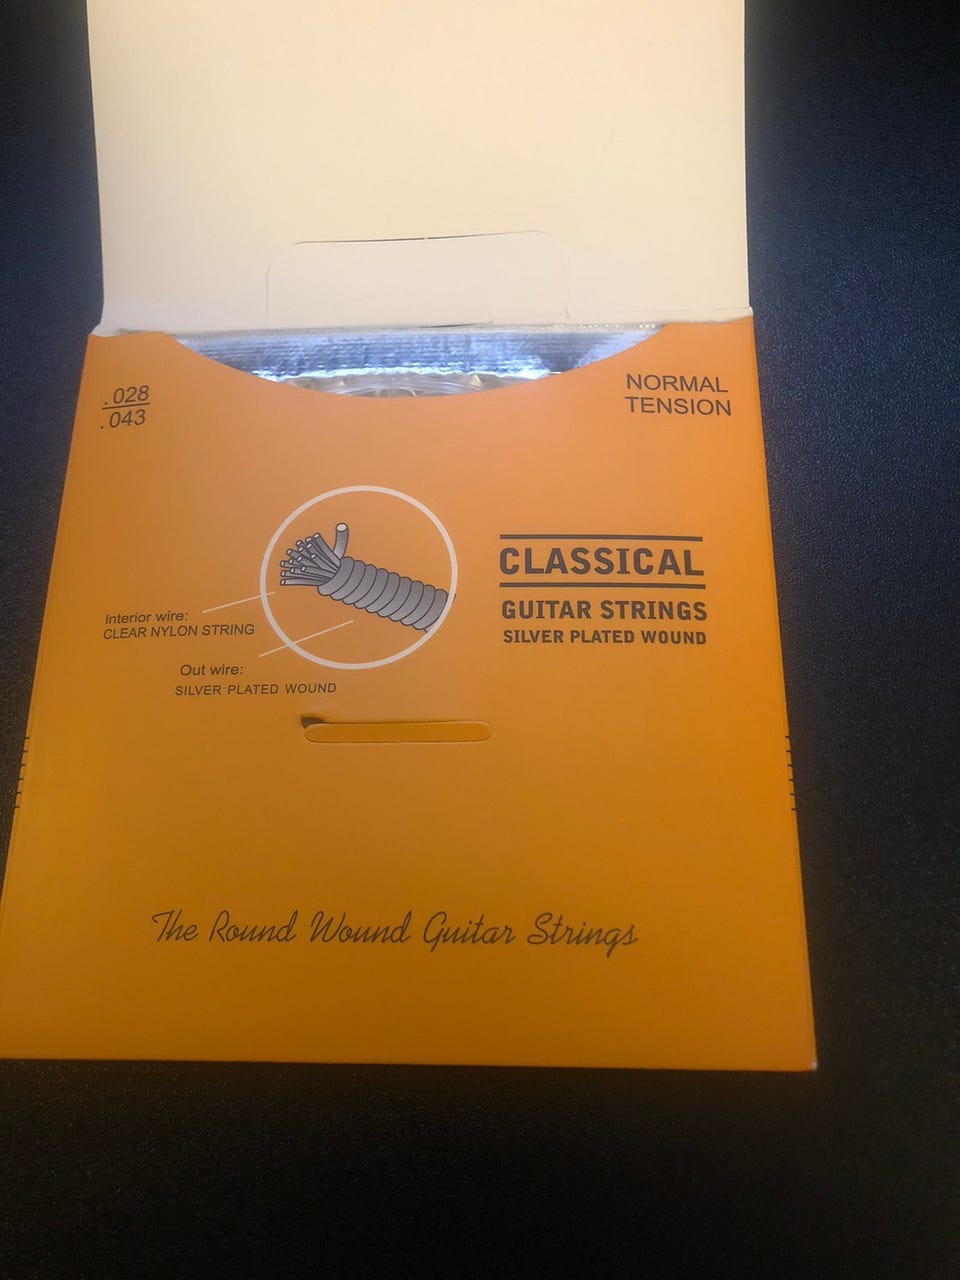 .028
.043
NORMAL
TENSION
CLASSICAL
GUITAR STRINGS
SILVER PLATED WOUND
Interior wire:
CLEAR NYLON STRING
Out wire:
SILVER PLATED WOUND
The Round Wound Guitar Strings